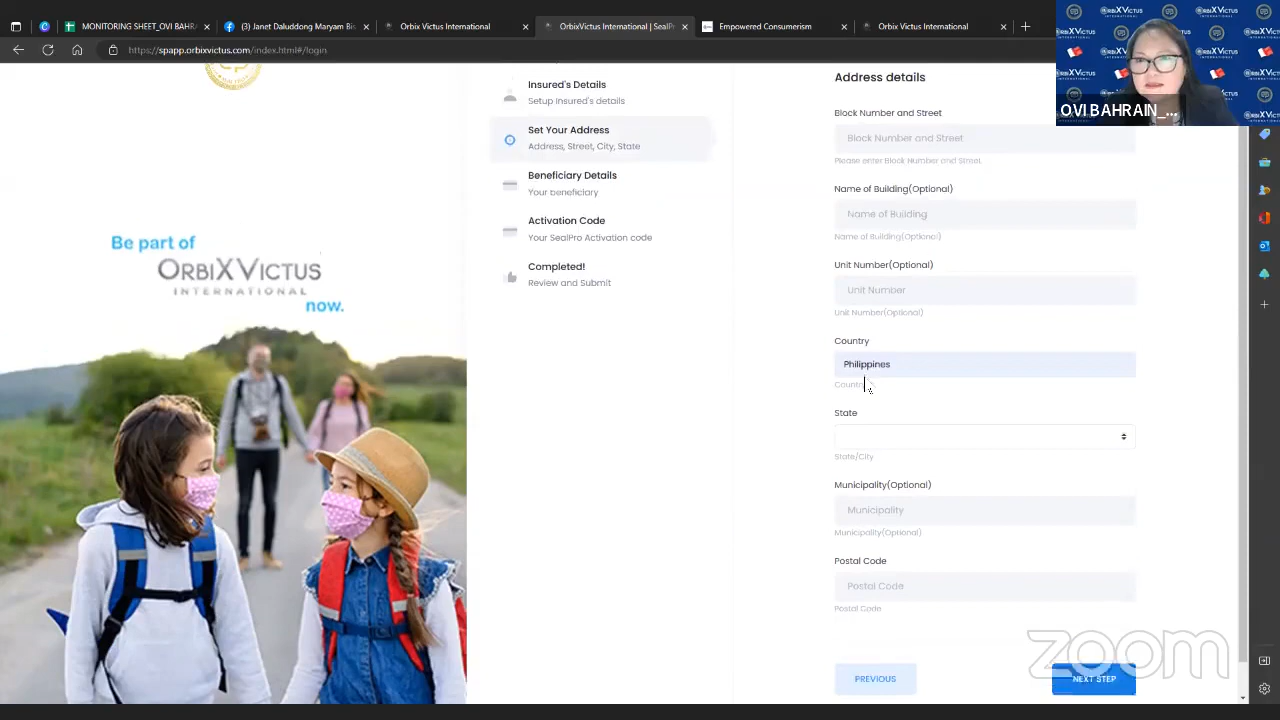 MONITORING SHEET_OVI BAHR
(3) Janet Daluddong Maryam Bis
Orbix Victus International
OrbixVictus International | SealPr
Empowered Consumerism
Orbix Victus International
https://spapp.orbixvictus.com/index.html#/login
ORBIXVICTUS
INTERNATIONAL
OVI BAHRAIN_...
Be part of
ORBIXVICTUS
INTERNATIONAL
now.
Insured's Details
Setup Insured's details
Set Your Address
Address, Street, City, State
Beneficiary Details
Your beneficiary
Activation Code
Your SealPro Activation code
Completed!
Review and Submit
Address details
Block Number and Street
Block Number and Street
Please enter Block Number and Street
Name of Building(Optional)
Name of Building
Name of Building(Optional)
Unit Number(Optional)
Unit Number
Unit Number(Optional)
Country
Philippines
State
State/City
Municipality(Optional)
Municipality
Municipality(Optional)
Postal Code
Postal Code
Postal Code
PREVIOUS
NEXT STEP
zoom